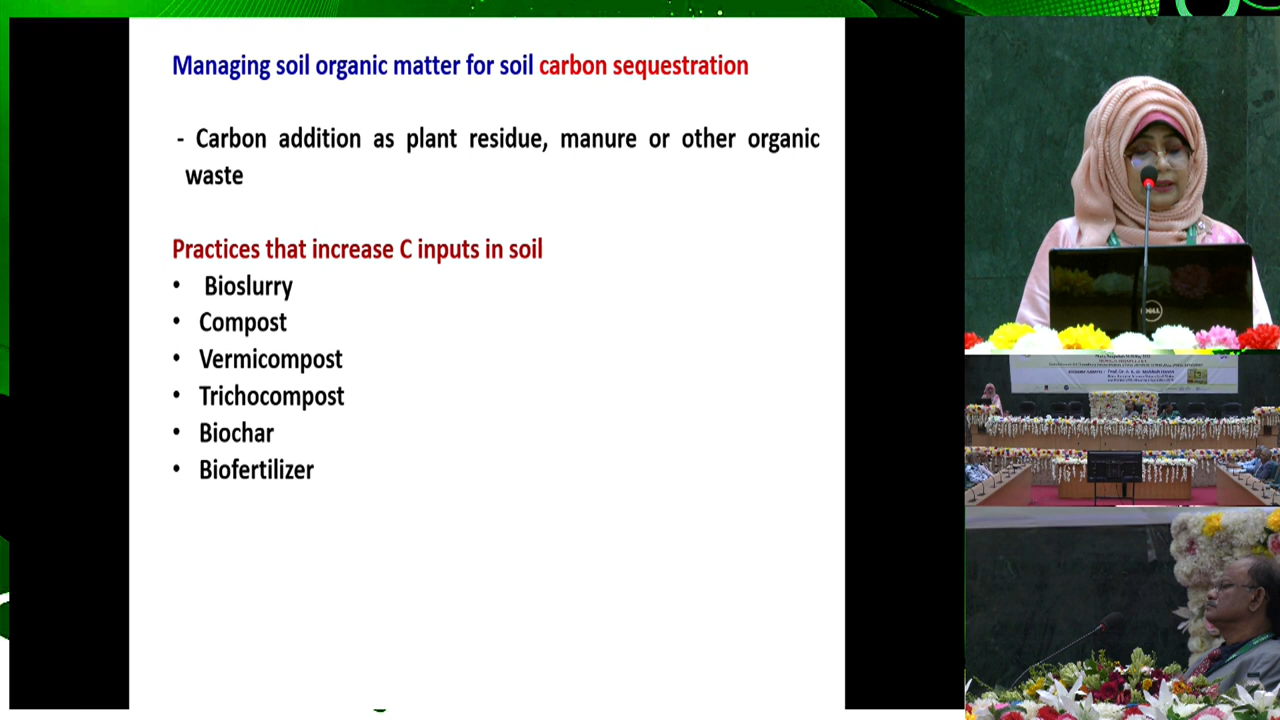 Managing soil organic matter for soil carbon sequestration
- Carbon addition as plant residue, manure or other organic
waste
Practices that increase C inputs in soil
• Bioslurry
• Compost
• Vermicompost
• Trichocompost
• Biochar
• Biofertilizer
DELL